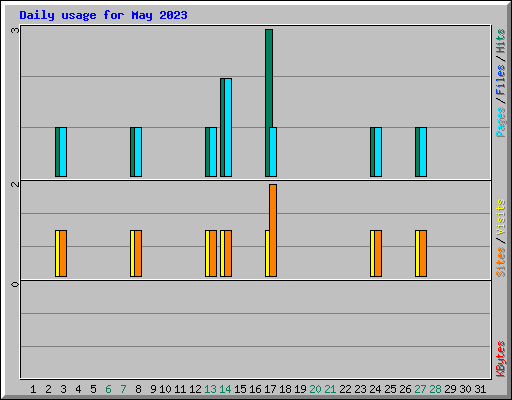 Daily usage for May 2023
3
2
0
Pages / Files / Hits
Sites / Visits
KBytes
1 2 3 4 5 6 7 8 9 10 11 12 13 14 15 16 17 18 19 20 21 22 23 24 25 26 27 28 29 30 31